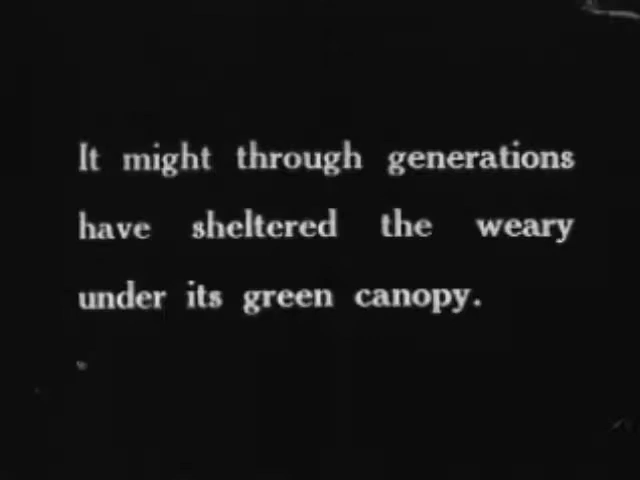 It might through generations
have sheltered the weary
under its green canopy.